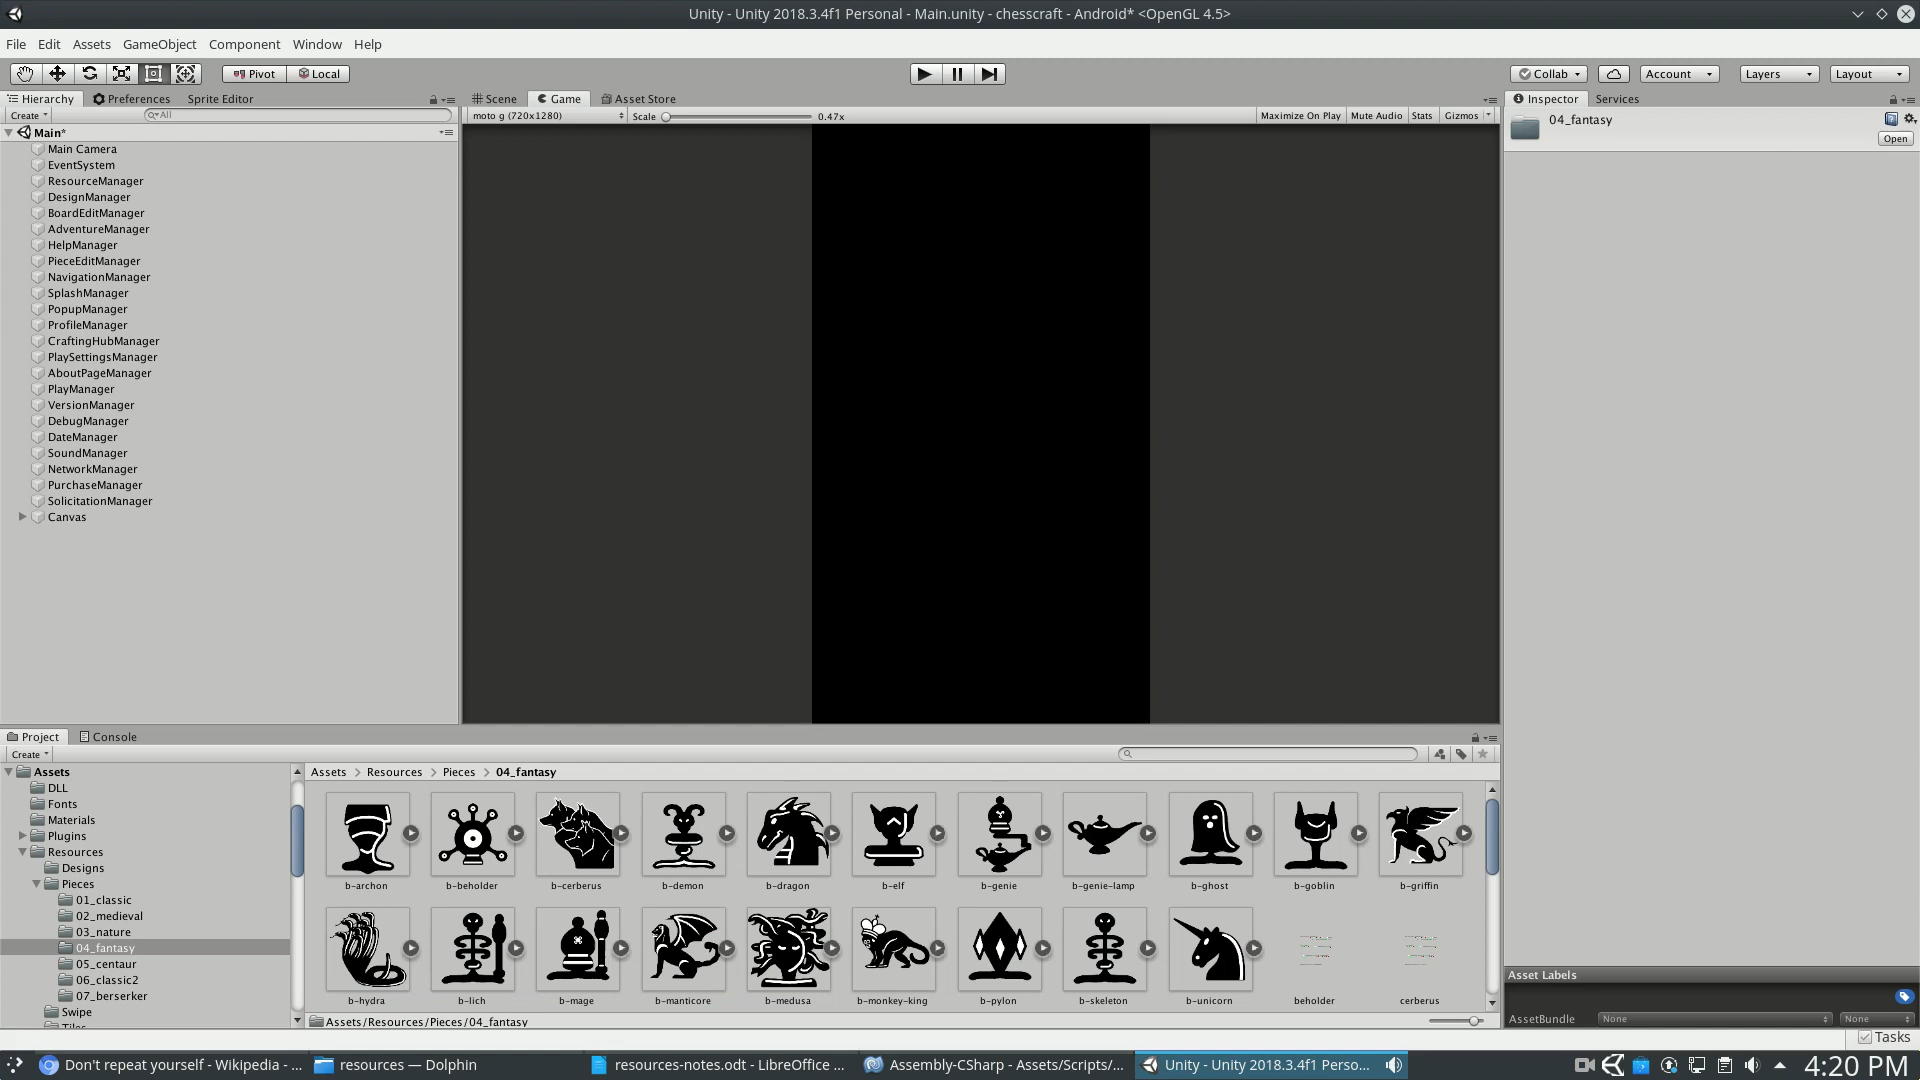 Unity - Unity 2018.3.4f1 Personal - Main.unity - chesscraft - Android* <OpenGL 4.5>
File Edit Assets GameObject Component Window Help
Pivot Local Collab Account Layers Layout
Hierarchy Preferences Sprite Editor Scene Game Asset Store Inspector Services
Create All moto g (720x1280) Scale 0.47x Maximize On Play Mute Audio Stats Gizmos
04_fantasy
Open
Main*
Main Camera
EventSystem
ResourceManager
DesignManager
BoardEditManager
AdventureManager
HelpManager
PieceEditManager
NavigationManager
SplashManager
PopupManager
ProfileManager
CraftingHubManager
PlaySettingsManager
AboutPageManager
PlayManager
VersionManager
DebugManager
DateManager
SoundManager
NetworkManager
PurchaseManager
SolicitationManager
Canvas
Project Console
Create
Assets
DLL
Fonts
Materials
Plugins
Resources
Designs
Pieces
01_classic
02_medieval
03_nature
04_fantasy
05_centaur
06_classic2
07_berserker
Swipe
Tiles
Assets > Resources > Pieces > 04_fantasy
b-archon b-beholder b-cerberus b-demon b-dragon b-elf b-genie b-genie-lamp b-ghost b-goblin b-griffin
b-hydra b-lich b-mage b-manticore b-medusa b-monkey-king b-pylon b-skeleton b-unicorn beholder cerberus
Assets/Resources/Pieces/04_fantasy
Asset Labels
AssetBundle None None
Tasks
Don't repeat yourself - Wikipedia - ... resources — Dolphin resources-notes.odt - LibreOffice ... Assembly-CSharp - Assets/Scripts/... Unity - Unity 2018.3.4f1 Perso... 4:20 PM